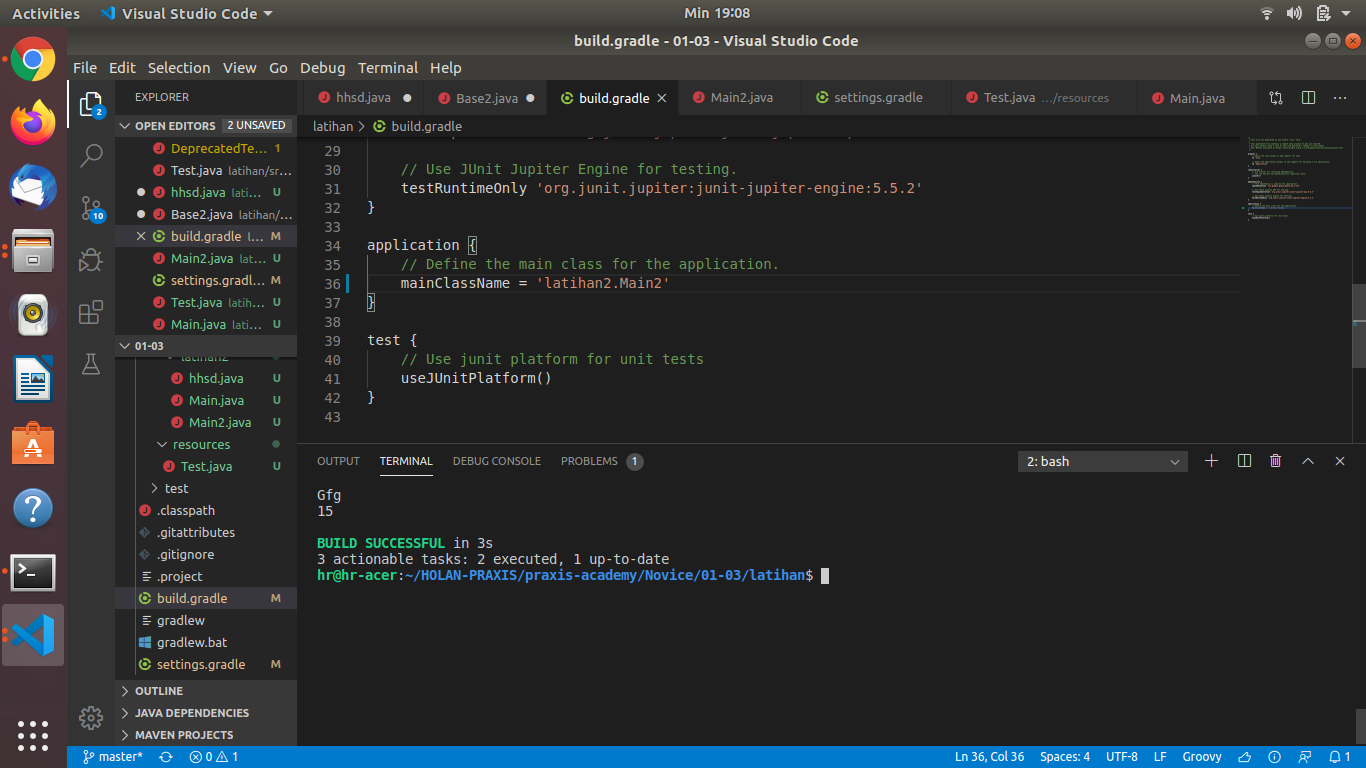 Activities Visual Studio Code Min 19:08
build.gradle - 01-03 - Visual Studio Code
File Edit Selection View Go Debug Terminal Help
EXPLORER
OPEN EDITORS 2 UNSAVED
DeprecatedTe... 1
Test.java latihan/sr...
hhsd.java lati... U
Base2.java latihan/...
build.gradle l... M
Main2.java lat... U
settings.gradl... M
Test.java latih... U
Main.java lati... U
01-03
latihan2
hhsd.java U
Main.java U
Main2.java U
resources
Test.java U
test
.classpath
.gitattributes
.gitignore
.project
build.gradle M
gradlew
gradlew.bat
settings.gradle M
OUTLINE
JAVA DEPENDENCIES
MAVEN PROJECTS
2
10
hhsd.java Base2.java build.gradle Main2.java settings.gradle Test.java .../resources Main.java
latihan > build.gradle
29
30 // Use JUnit Jupiter Engine for testing.
31 testRuntimeOnly 'org.junit.jupiter:junit-jupiter-engine:5.5.2'
32 }
33
34 application {
35 // Define the main class for the application.
36 mainClassName = 'latihan2.Main2'
37 }
38
39 test {
40 // Use junit platform for unit tests
41 useJUnitPlatform()
42 }
43
OUTPUT TERMINAL DEBUG CONSOLE PROBLEMS 1 2: bash
Gfg
15
BUILD SUCCESSFUL in 3s
3 actionable tasks: 2 executed, 1 up-to-date
hr@hr-acer:~/HOLAN-PRAXIS/praxis-academy/Novice/01-03/latihan$
master* 0 1 Ln 36, Col 36 Spaces: 4 UTF-8 LF Groovy 1